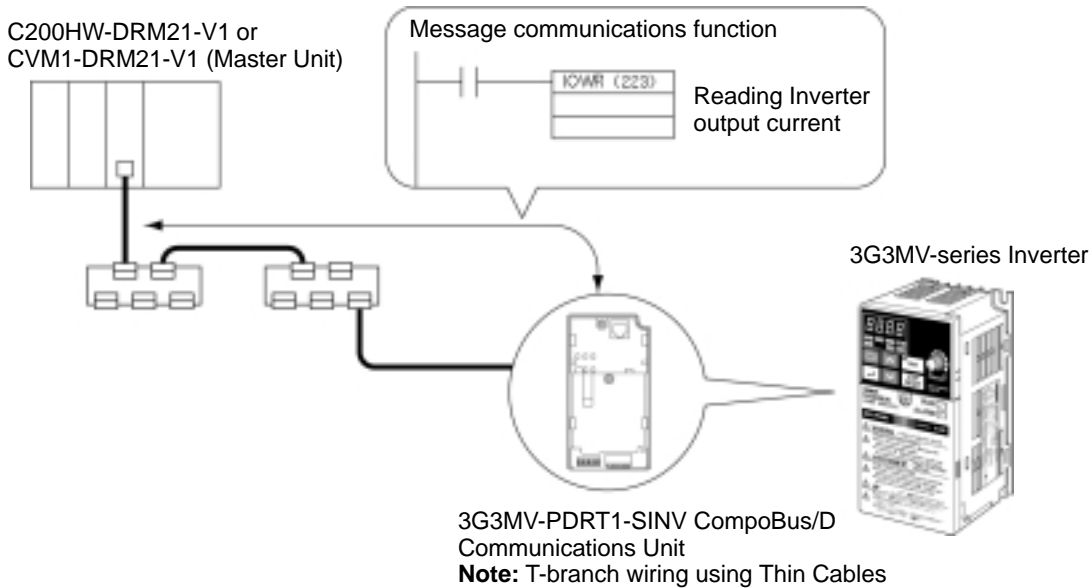 C200HW-DRM21-V1 or
CVM1-DRM21-V1 (Master Unit)
Message communications function
IOWR (223)
Reading Inverter
output current
3G3MV-series Inverter
3G3MV-PDRT1-SINV CompoBus/D
Communications Unit
Note: T-branch wiring using Thin Cables